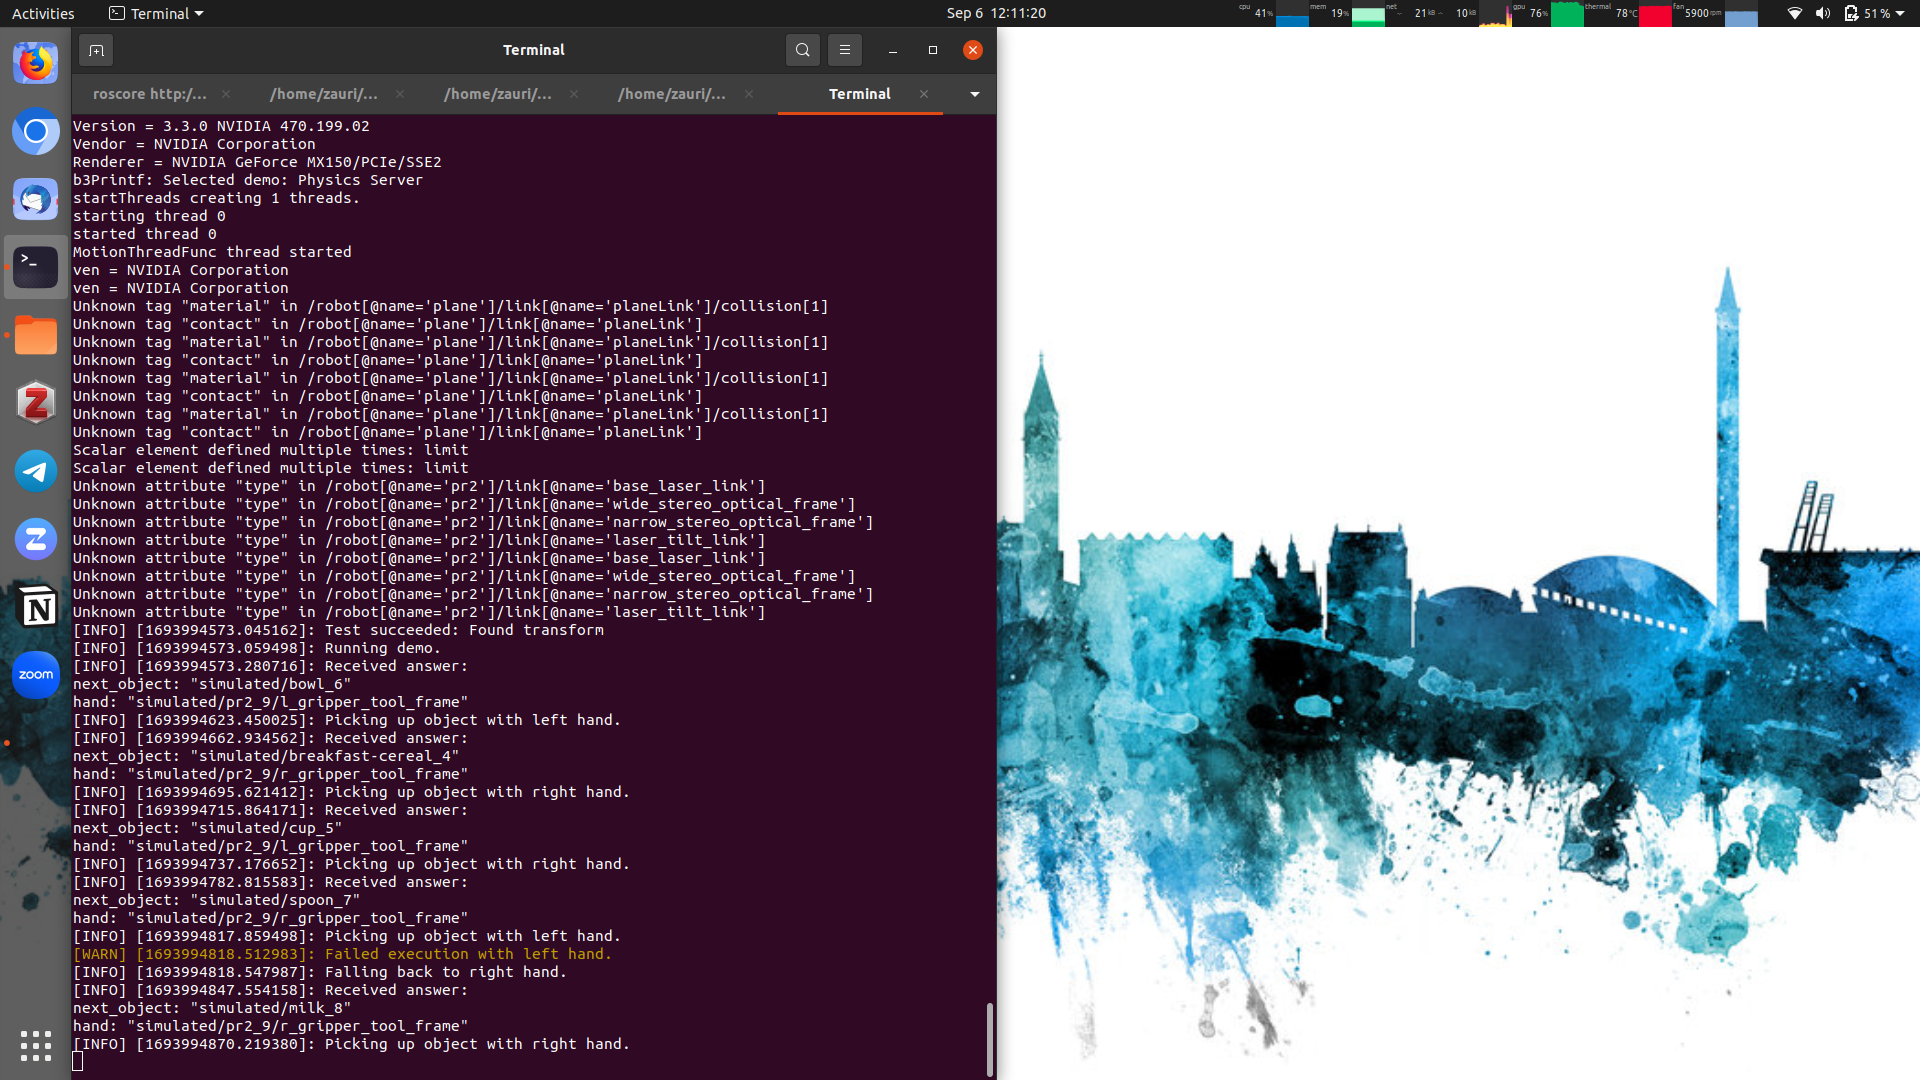 Activities
Terminal
Sep 6 12:11:20
cpu 41% mem 19% net 21 kB 10 kB gpu 76% thermal 78°C fan 5900 rpm
51 %
Terminal
roscore http:/...
/home/zauri/...
/home/zauri/...
/home/zauri/...
Terminal
Version = 3.3.0 NVIDIA 470.199.02
Vendor = NVIDIA Corporation
Renderer = NVIDIA GeForce MX150/PCIe/SSE2
b3Printf: Selected demo: Physics Server
startThreads creating 1 threads.
starting thread 0
started thread 0
MotionThreadFunc thread started
ven = NVIDIA Corporation
ven = NVIDIA Corporation
Unknown tag "material" in /robot[@name='plane']/link[@name='planeLink']/collision[1]
Unknown tag "contact" in /robot[@name='plane']/link[@name='planeLink']
Unknown tag "material" in /robot[@name='plane']/link[@name='planeLink']/collision[1]
Unknown tag "contact" in /robot[@name='plane']/link[@name='planeLink']
Unknown tag "material" in /robot[@name='plane']/link[@name='planeLink']/collision[1]
Unknown tag "contact" in /robot[@name='plane']/link[@name='planeLink']
Unknown tag "material" in /robot[@name='plane']/link[@name='planeLink']/collision[1]
Unknown tag "contact" in /robot[@name='plane']/link[@name='planeLink']
Scalar element defined multiple times: limit
Scalar element defined multiple times: limit
Unknown attribute "type" in /robot[@name='pr2']/link[@name='base_laser_link']
Unknown attribute "type" in /robot[@name='pr2']/link[@name='wide_stereo_optical_frame']
Unknown attribute "type" in /robot[@name='pr2']/link[@name='narrow_stereo_optical_frame']
Unknown attribute "type" in /robot[@name='pr2']/link[@name='laser_tilt_link']
Unknown attribute "type" in /robot[@name='pr2']/link[@name='base_laser_link']
Unknown attribute "type" in /robot[@name='pr2']/link[@name='wide_stereo_optical_frame']
Unknown attribute "type" in /robot[@name='pr2']/link[@name='narrow_stereo_optical_frame']
Unknown attribute "type" in /robot[@name='pr2']/link[@name='laser_tilt_link']
[INFO] [1693994573.045162]: Test succeeded: Found transform
[INFO] [1693994573.059498]: Running demo.
[INFO] [1693994573.280716]: Received answer:
next_object: "simulated/bowl_6"
hand: "simulated/pr2_9/l_gripper_tool_frame"
[INFO] [1693994623.450025]: Picking up object with left hand.
[INFO] [1693994662.934562]: Received answer:
next_object: "simulated/breakfast-cereal_4"
hand: "simulated/pr2_9/r_gripper_tool_frame"
[INFO] [1693994695.621412]: Picking up object with right hand.
[INFO] [1693994715.864171]: Received answer:
next_object: "simulated/cup_5"
hand: "simulated/pr2_9/l_gripper_tool_frame"
[INFO] [1693994737.176652]: Picking up object with right hand.
[INFO] [1693994782.815583]: Received answer:
next_object: "simulated/spoon_7"
hand: "simulated/pr2_9/r_gripper_tool_frame"
[INFO] [1693994817.859498]: Picking up object with left hand.
[WARN] [1693994818.512983]: Failed execution with left hand.
[INFO] [1693994818.547987]: Falling back to right hand.
[INFO] [1693994847.554158]: Received answer:
next_object: "simulated/milk_8"
hand: "simulated/pr2_9/r_gripper_tool_frame"
[INFO] [1693994870.219380]: Picking up object with right hand.
>_
Z
Z
N
zoom